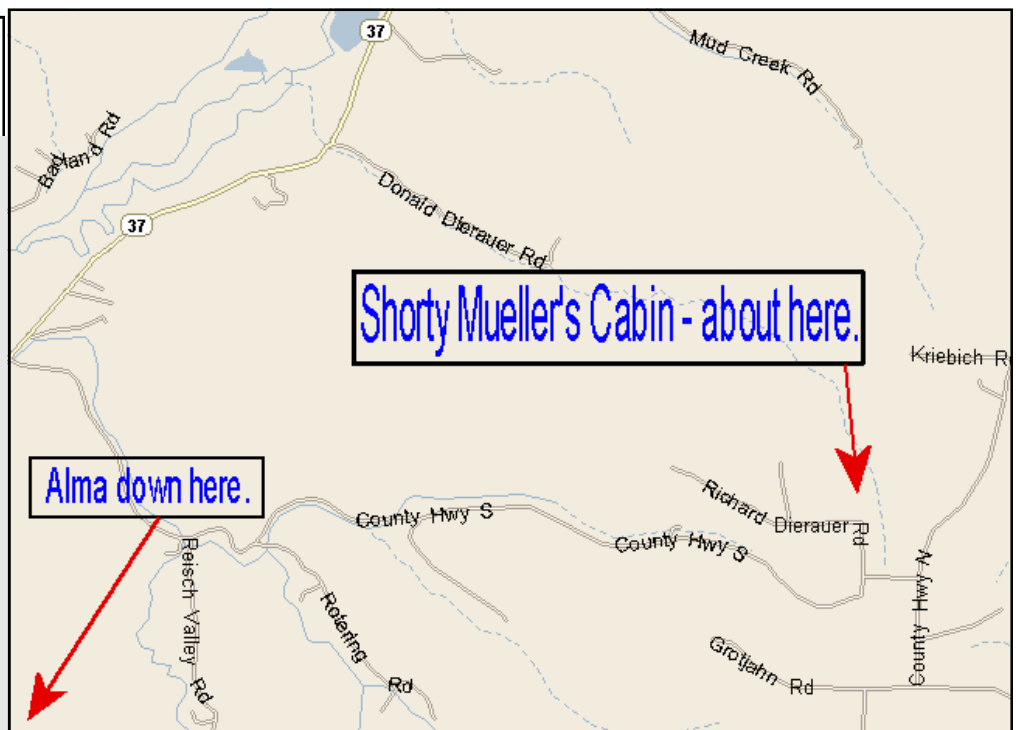 37
Mud Creek Rd
Badland Rd
Donald Dierauer Rd
37
Shorty Mueller's Cabin - about here.
Kriebich R
Alma down here.
Richard Dierauer Rd
County Hwy S
County Hwy S
Reisch Valley Rd
Rotering Rd
County Hwy N
Grotjahn Rd